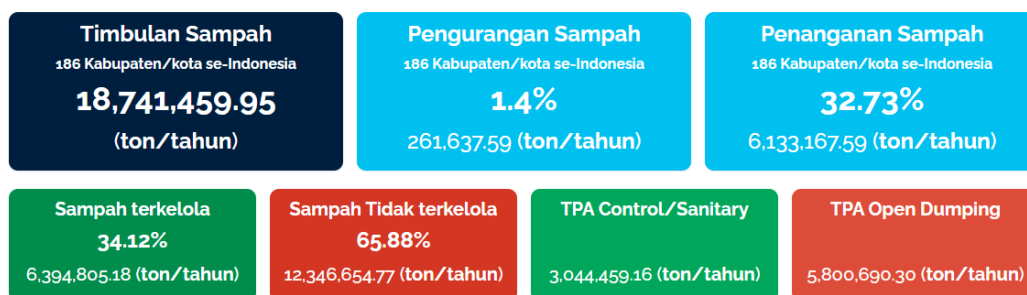 Timbulan Sampah
186 Kabupaten/kota se-Indonesia
18,741,459.95
(ton/tahun)
Pengurangan Sampah
186 Kabupaten/kota se-Indonesia
1.4%
261,637.59 (ton/tahun)
Penanganan Sampah
186 Kabupaten/kota se-Indonesia
32.73%
6,133,167.59 (ton/tahun)
Sampah terkelola
34.12%
6,394,805.18 (ton/tahun)
Sampah Tidak terkelola
65.88%
12,346,654.77 (ton/tahun)
TPA Control/Sanitary
3,044,459.16 (ton/tahun)
TPA Open Dumping
5,800,690.30 (ton/tahun)